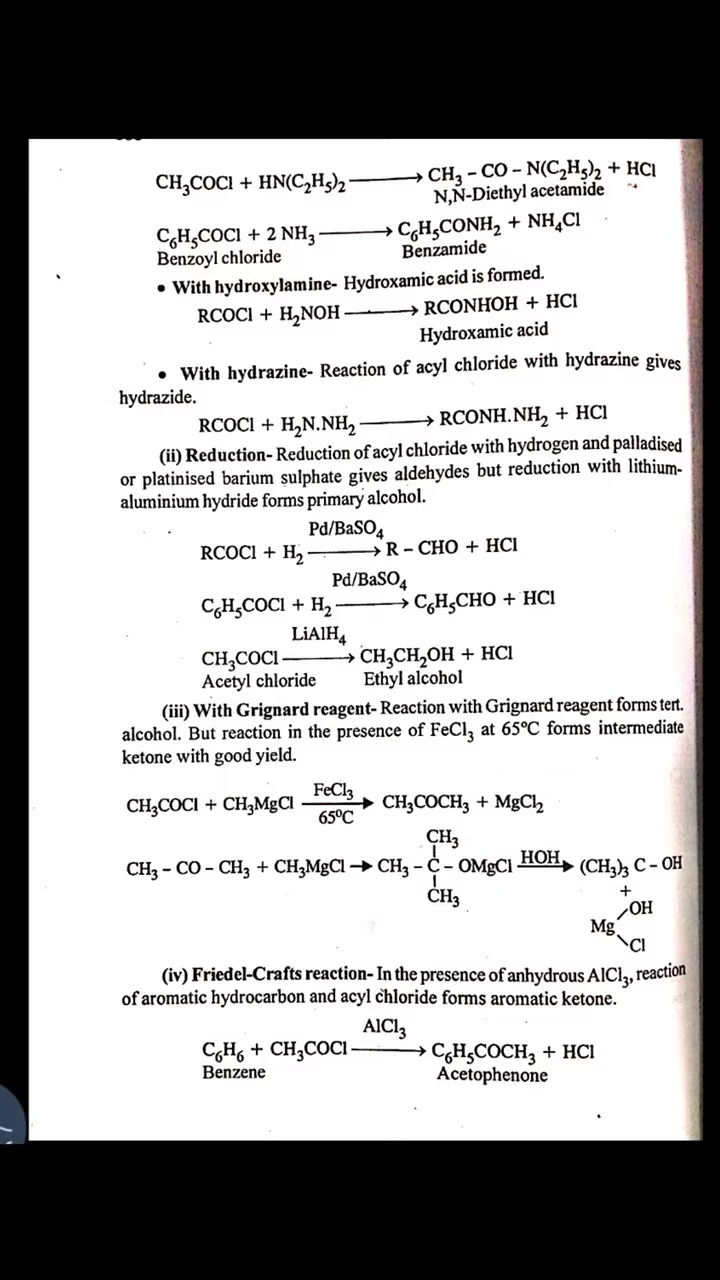 CH₃COCl + HN(C₂H₅)₂ ⟶ CH₃ – CO – N(C₂H₅)₂ + HCl
N,N-Diethyl acetamide
C₆H₅COCl + 2 NH₃ ⟶ C₆H₅CONH₂ + NH₄Cl
Benzoyl chloride Benzamide
• With hydroxylamine- Hydroxamic acid is formed.
RCOCl + H₂NOH ⟶ RCONHOH + HCl
Hydroxamic acid
• With hydrazine- Reaction of acyl chloride with hydrazine gives
hydrazide.
RCOCl + H₂N.NH₂ ⟶ RCONH.NH₂ + HCl
(ii) Reduction- Reduction of acyl chloride with hydrogen and palladised
or platinised barium sulphate gives aldehydes but reduction with lithium-
aluminium hydride forms primary alcohol.
Pd/BaSO₄
RCOCl + H₂ ⟶ R – CHO + HCl
Pd/BaSO₄
C₆H₅COCl + H₂ ⟶ C₆H₅CHO + HCl
LiAlH₄
CH₃COCl ⟶ CH₃CH₂OH + HCl
Acetyl chloride Ethyl alcohol
(iii) With Grignard reagent- Reaction with Grignard reagent forms tert.
alcohol. But reaction in the presence of FeCl₃ at 65ºC forms intermediate
ketone with good yield.
FeCl₃
CH₃COCl + CH₃MgCl ⟶ CH₃COCH₃ + MgCl₂
65ºC
CH₃
CH₃ – CO – CH₃ + CH₃MgCl ⟶ CH₃ – C – OMgCl HOH⟶ (CH₃)₃ C – OH
CH₃ +
OH
Mg
Cl
(iv) Friedel-Crafts reaction- In the presence of anhydrous AlCl₃, reaction
of aromatic hydrocarbon and acyl chloride forms aromatic ketone.
AlCl₃
C₆H₆ + CH₃COCl ⟶ C₆H₅COCH₃ + HCl
Benzene Acetophenone